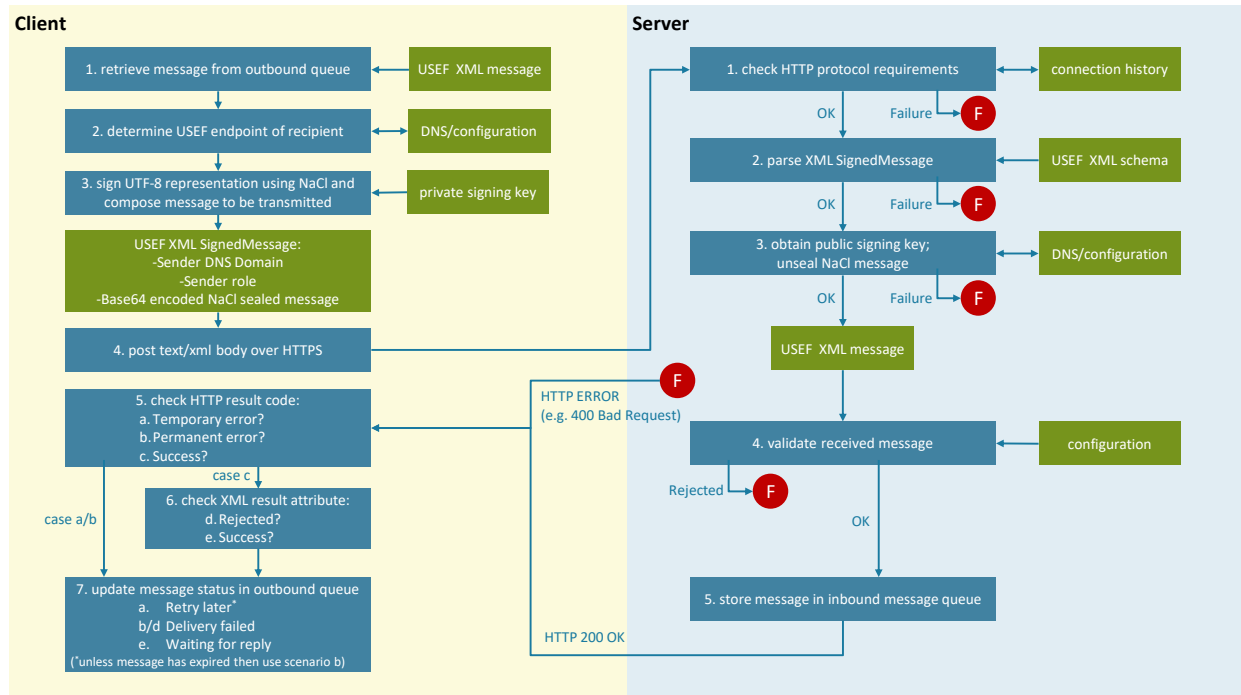 Client
1. retrieve message from outbound queue
USEF XML message
2. determine USEF endpoint of recipient
DNS/configuration
3. sign UTF-8 representation using NaCl and
compose message to be transmitted
private signing key
USEF XML SignedMessage:
-Sender DNS Domain
-Sender role
-Base64 encoded NaCl sealed message
4. post text/xml body over HTTPS
5. check HTTP result code:
a. Temporary error?
b. Permanent error?
c. Success?
case c
6. check XML result attribute:
d. Rejected?
e. Success?
case a/b
7. update message status in outbound queue
a. Retry later*
b/d Delivery failed
e. Waiting for reply
(*unless message has expired then use scenario b)
Server
1. check HTTP protocol requirements
connection history
OK
Failure
F
2. parse XML SignedMessage
USEF XML schema
OK
Failure
F
3. obtain public signing key;
unseal NaCl message
DNS/configuration
OK
Failure
F
USEF XML message
F
HTTP ERROR
(e.g. 400 Bad Request)
4. validate received message
configuration
Rejected
F
OK
5. store message in inbound message queue
HTTP 200 OK